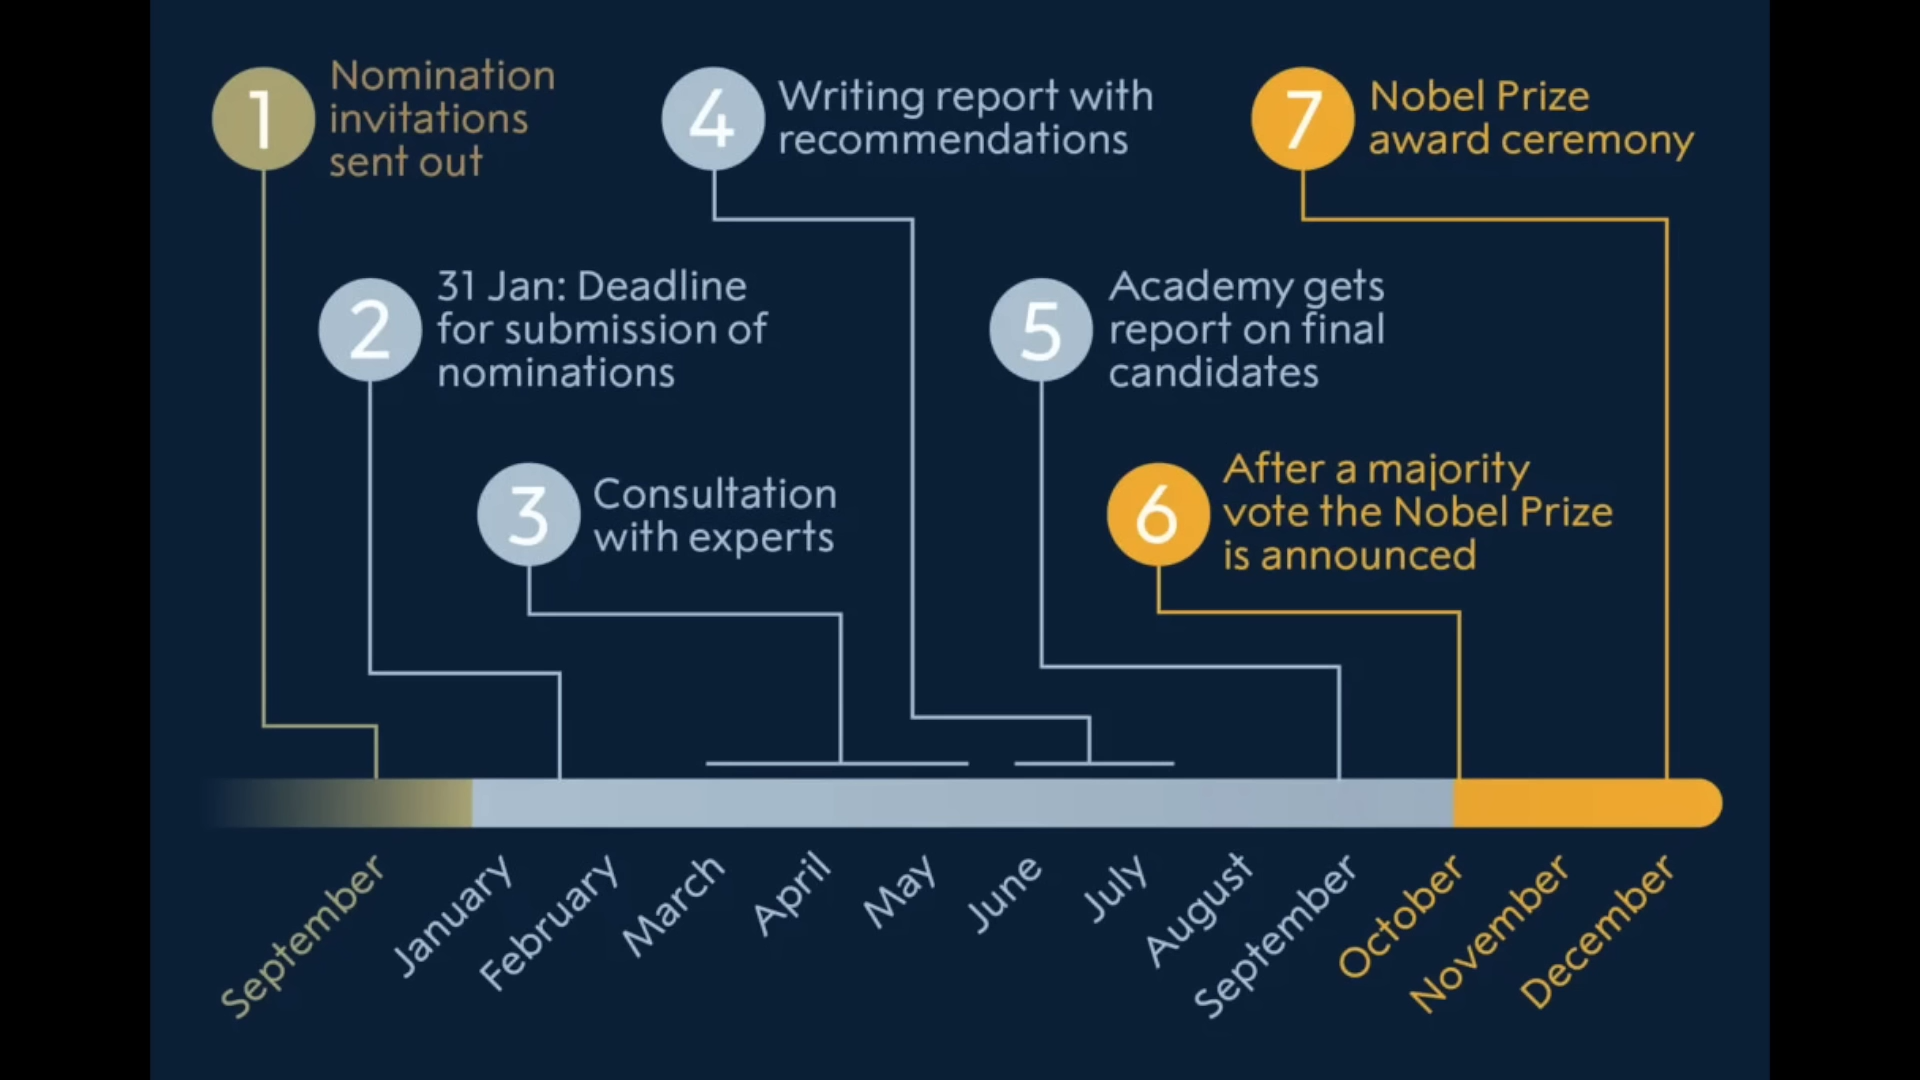 1
Nomination
invitations
sent out
2
31 Jan: Deadline
for submission of
nominations
3
Consultation
with experts
4
Writing report with
recommendations
5
Academy gets
report on final
candidates
6
After a majority
vote the Nobel Prize
is announced
7
Nobel Prize
award ceremony
September
January
February
March
April
May
June
July
August
September
October
November
December